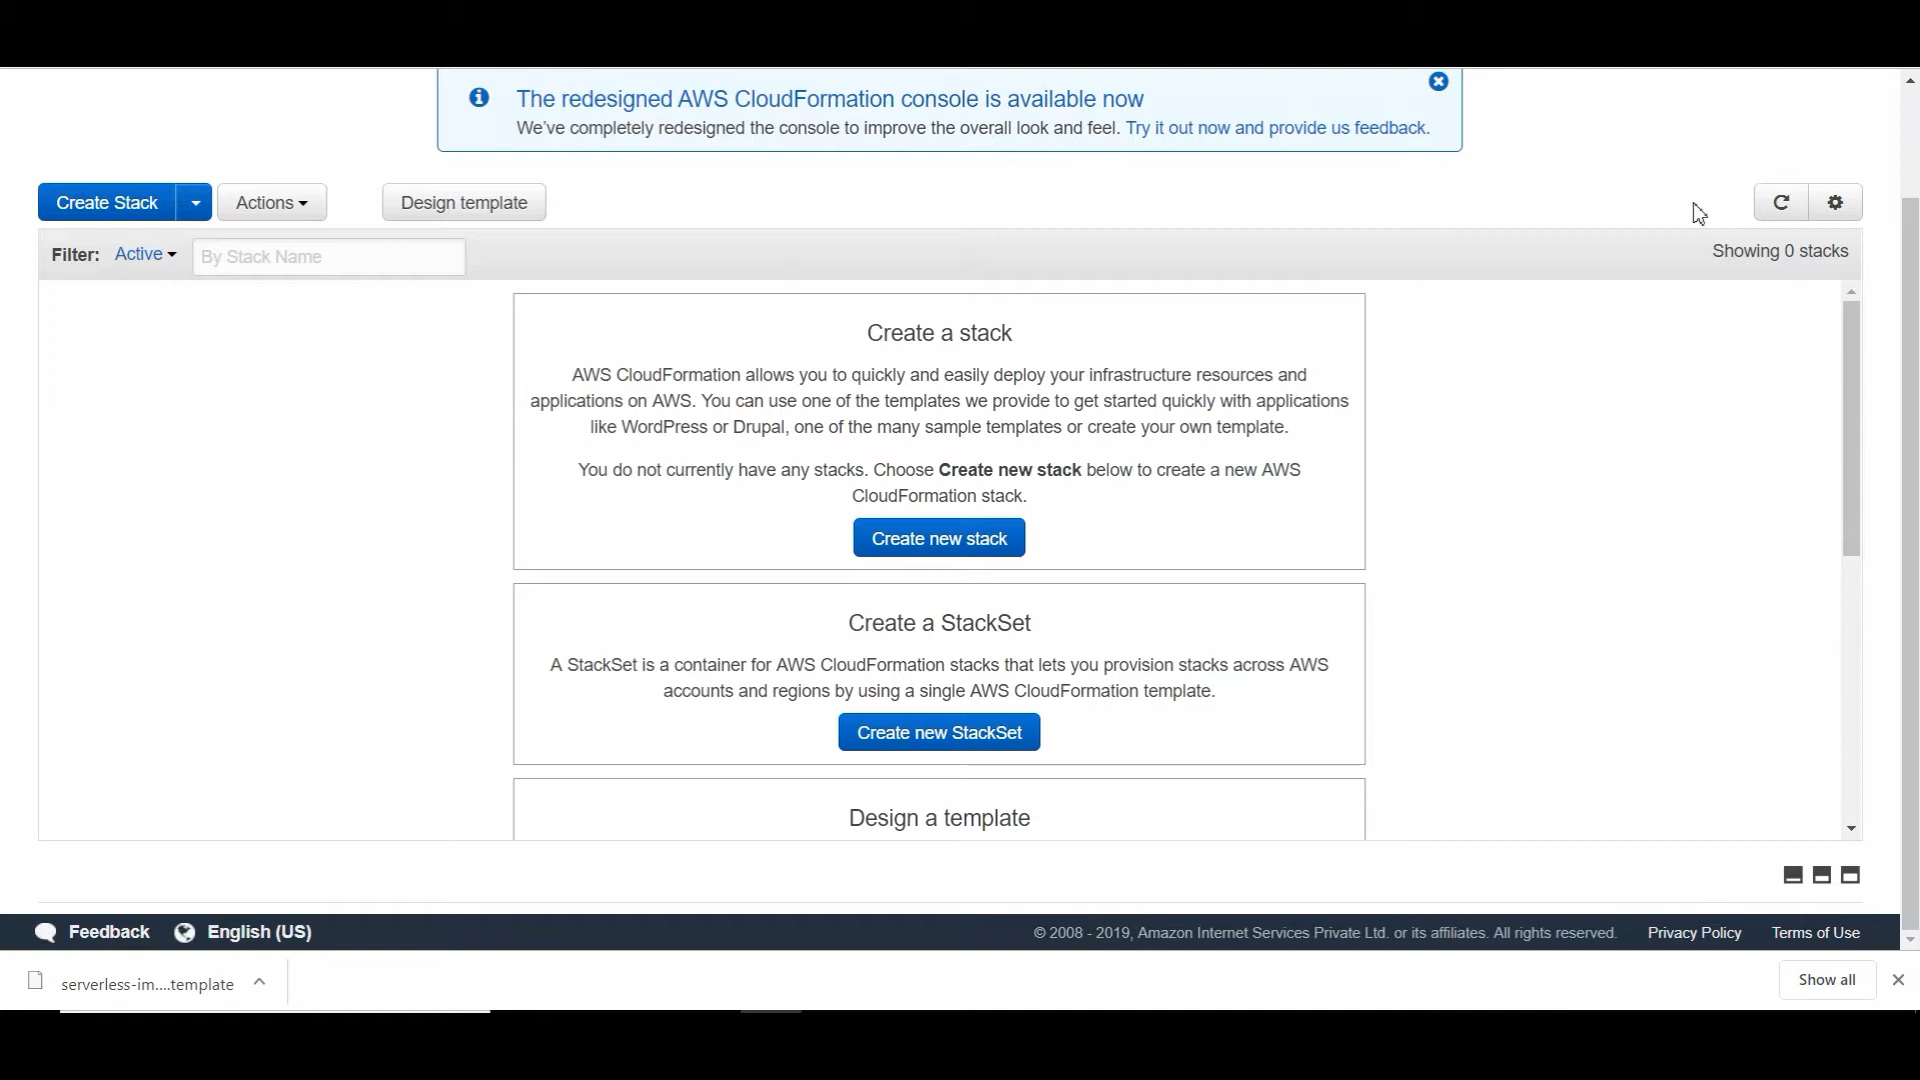 The redesigned AWS CloudFormation console is available now
We've completely redesigned the console to improve the overall look and feel. Try it out now and provide us feedback.
Create Stack Actions Design template
Filter: Active By Stack Name Showing 0 stacks
Create a stack
AWS CloudFormation allows you to quickly and easily deploy your infrastructure resources and
applications on AWS. You can use one of the templates we provide to get started quickly with applications
like WordPress or Drupal, one of the many sample templates or create your own template.
You do not currently have any stacks. Choose Create new stack below to create a new AWS
CloudFormation stack.
Create new stack
Create a StackSet
A StackSet is a container for AWS CloudFormation stacks that lets you provision stacks across AWS
accounts and regions by using a single AWS CloudFormation template.
Create new StackSet
Design a template
Feedback English (US) © 2008 - 2019, Amazon Internet Services Private Ltd. or its affiliates. All rights reserved. Privacy Policy Terms of Use
serverless-im....template Show all